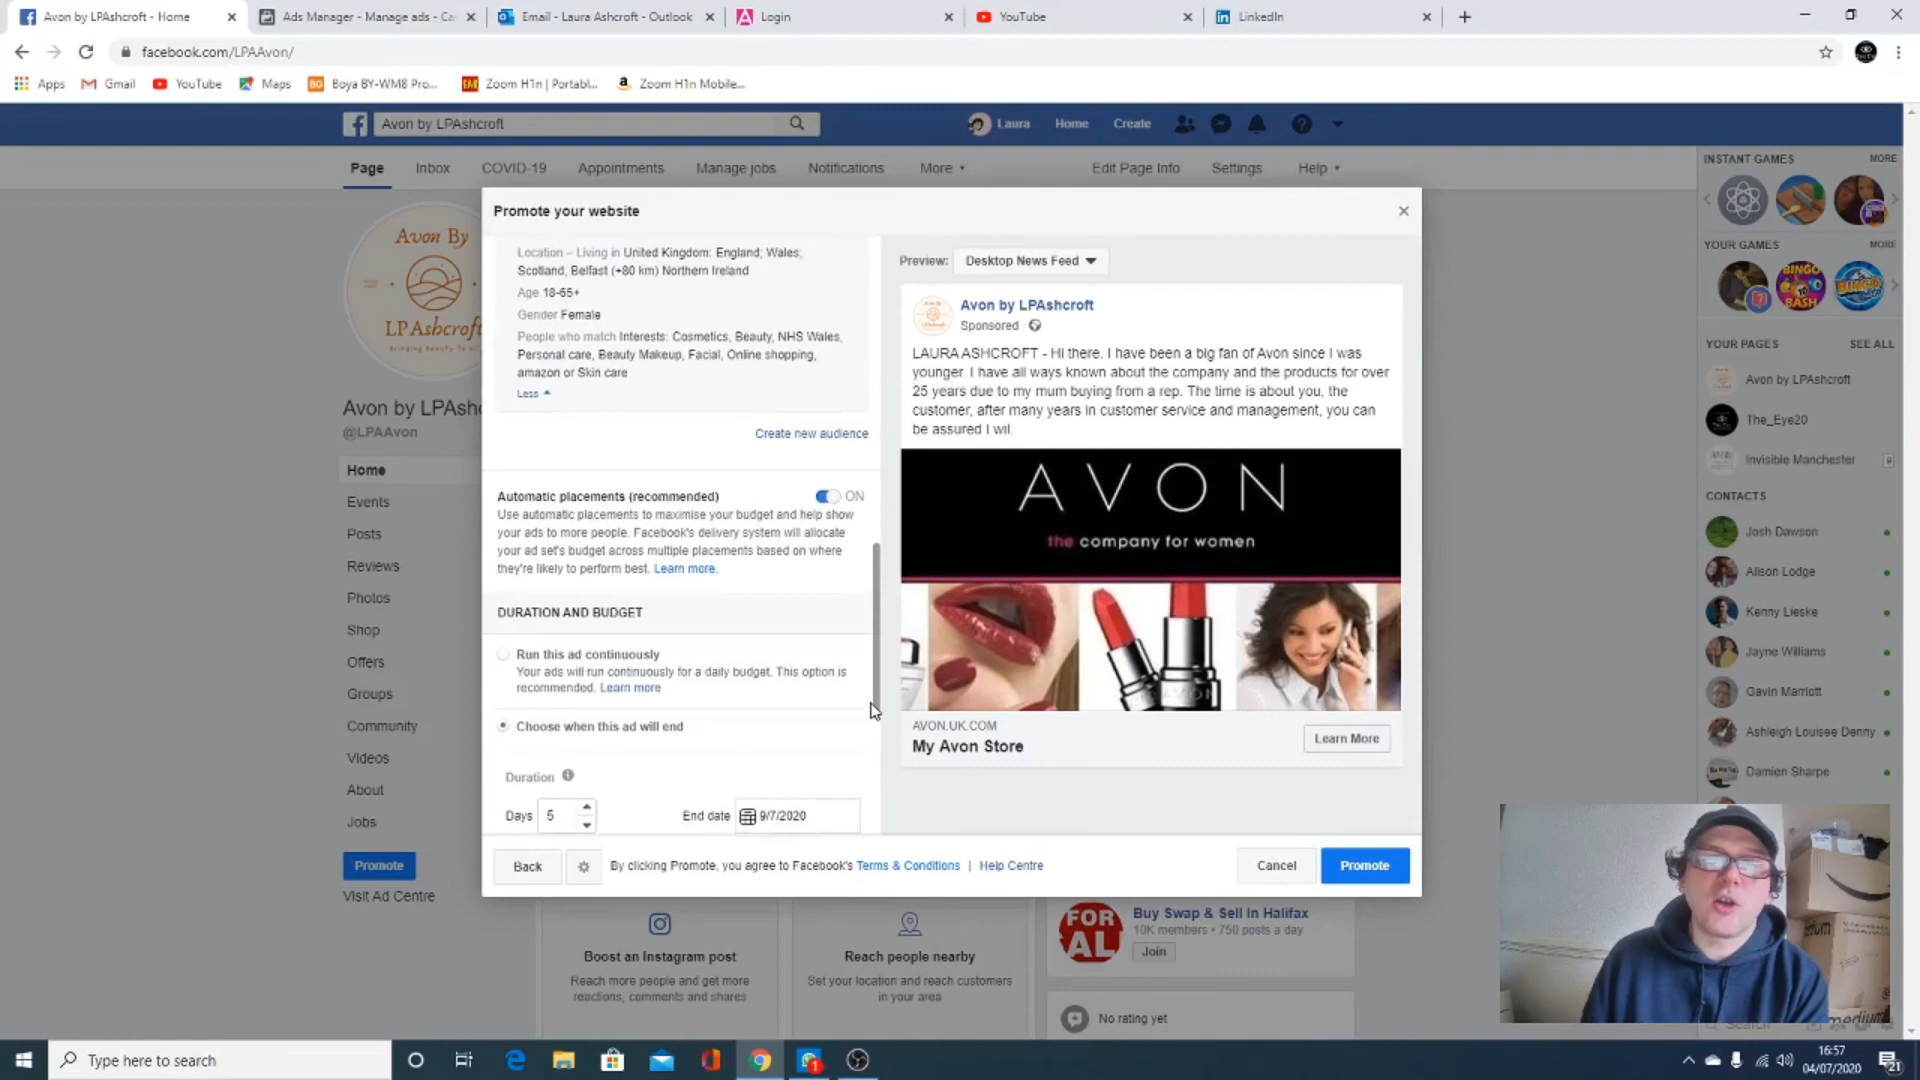 Avon by LPAshcroft - Home
Ads Manager - Manage ads - Ca
Email - Laura Ashcroft - Outlook
Login
YouTube
LinkedIn
facebook.com/LPAAvon/
Apps
Gmail
YouTube
Maps
Boya BY-WM8 Pro...
Zoom H1n | Portabl...
Zoom H1n Mobile...
Avon by LPAshcroft
Laura
Home
Create
Page
Inbox
COVID-19
Appointments
Manage jobs
Notifications
More
Edit Page Info
Settings
Help
INSTANT GAMES
MORE
YOUR GAMES
MORE
BINGO BASH
YOUR PAGES
SEE ALL
Avon by LPAshcroft
The_Eye20
Invisible Manchester
CONTACTS
Josh Dawson
Alison Lodge
Kenny Lieske
Jayne Williams
Gavin Marriott
Ashleigh Louisee Denny
Damien Sharpe
Avon By
LPAshcroft
Bringing Beauty To All
Avon by LPAshc
@LPAAvon
Home
Events
Posts
Reviews
Photos
Shop
Offers
Groups
Community
Videos
About
Jobs
Promote
Visit Ad Centre
Promote your website
Location – Living in United Kingdom: England; Wales;
Scotland; Belfast (+80 km) Northern Ireland
Age 18-65+
Gender Female
People who match Interests: Cosmetics, Beauty, NHS Wales,
Personal care, Beauty Makeup, Facial, Online shopping,
amazon or Skin care
Less
Create new audience
Automatic placements (recommended)
ON
Use automatic placements to maximise your budget and help show
your ads to more people. Facebook's delivery system will allocate
your ad set's budget across multiple placements based on where
they're likely to perform best. Learn more.
DURATION AND BUDGET
Run this ad continuously
Your ads will run continuously for a daily budget. This option is
recommended. Learn more
Choose when this ad will end
Duration
Days 5
End date 9/7/2020
Back
By clicking Promote, you agree to Facebook's Terms & Conditions | Help Centre
Cancel
Promote
Preview: Desktop News Feed
Avon by LPAshcroft
Sponsored
LAURA ASHCROFT - Hi there. I have been a big fan of Avon since I was
younger. I have all ways known about the company and the products for over
25 years due to my mum buying from a rep. The time is about you, the
customer, after many years in customer service and management, you can
be assured I wil.
AVON
the company for women
AVON.UK.COM
My Avon Store
Learn More
Boost an Instagram post
Reach more people and get more
reactions, comments and shares
Reach people nearby
Set your location and reach customers
in your area
FOR
AL
Buy Swap & Sell in Halifax
10K members • 750 posts a day
Join
No rating yet
Search
medium
Type here to search
1
16:57
04/07/2020
21